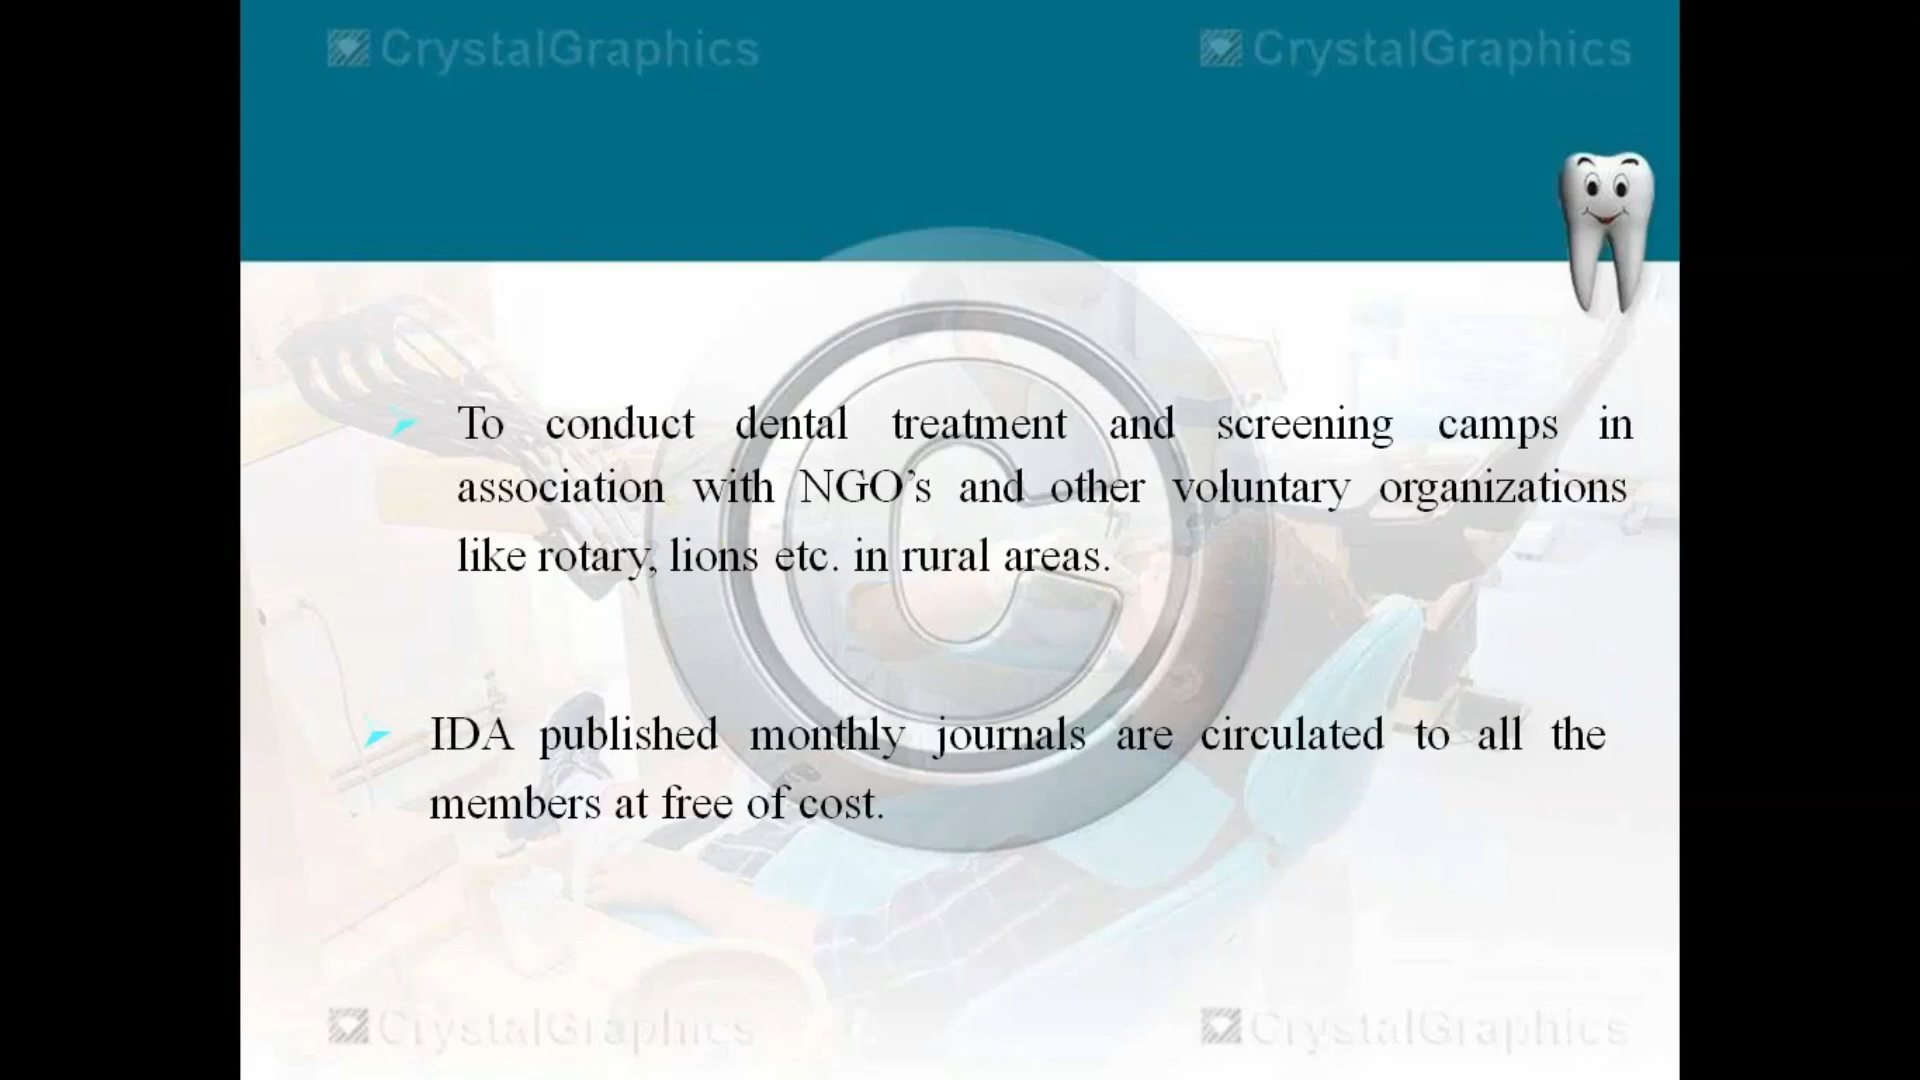 CrystalGraphics CrystalGraphics
To conduct dental treatment and screening camps in
association with NGO’s and other voluntary organizations
like rotary, lions etc. in rural areas.
IDA published monthly journals are circulated to all the
members at free of cost.
CrystalGraphics CrystalGraphics